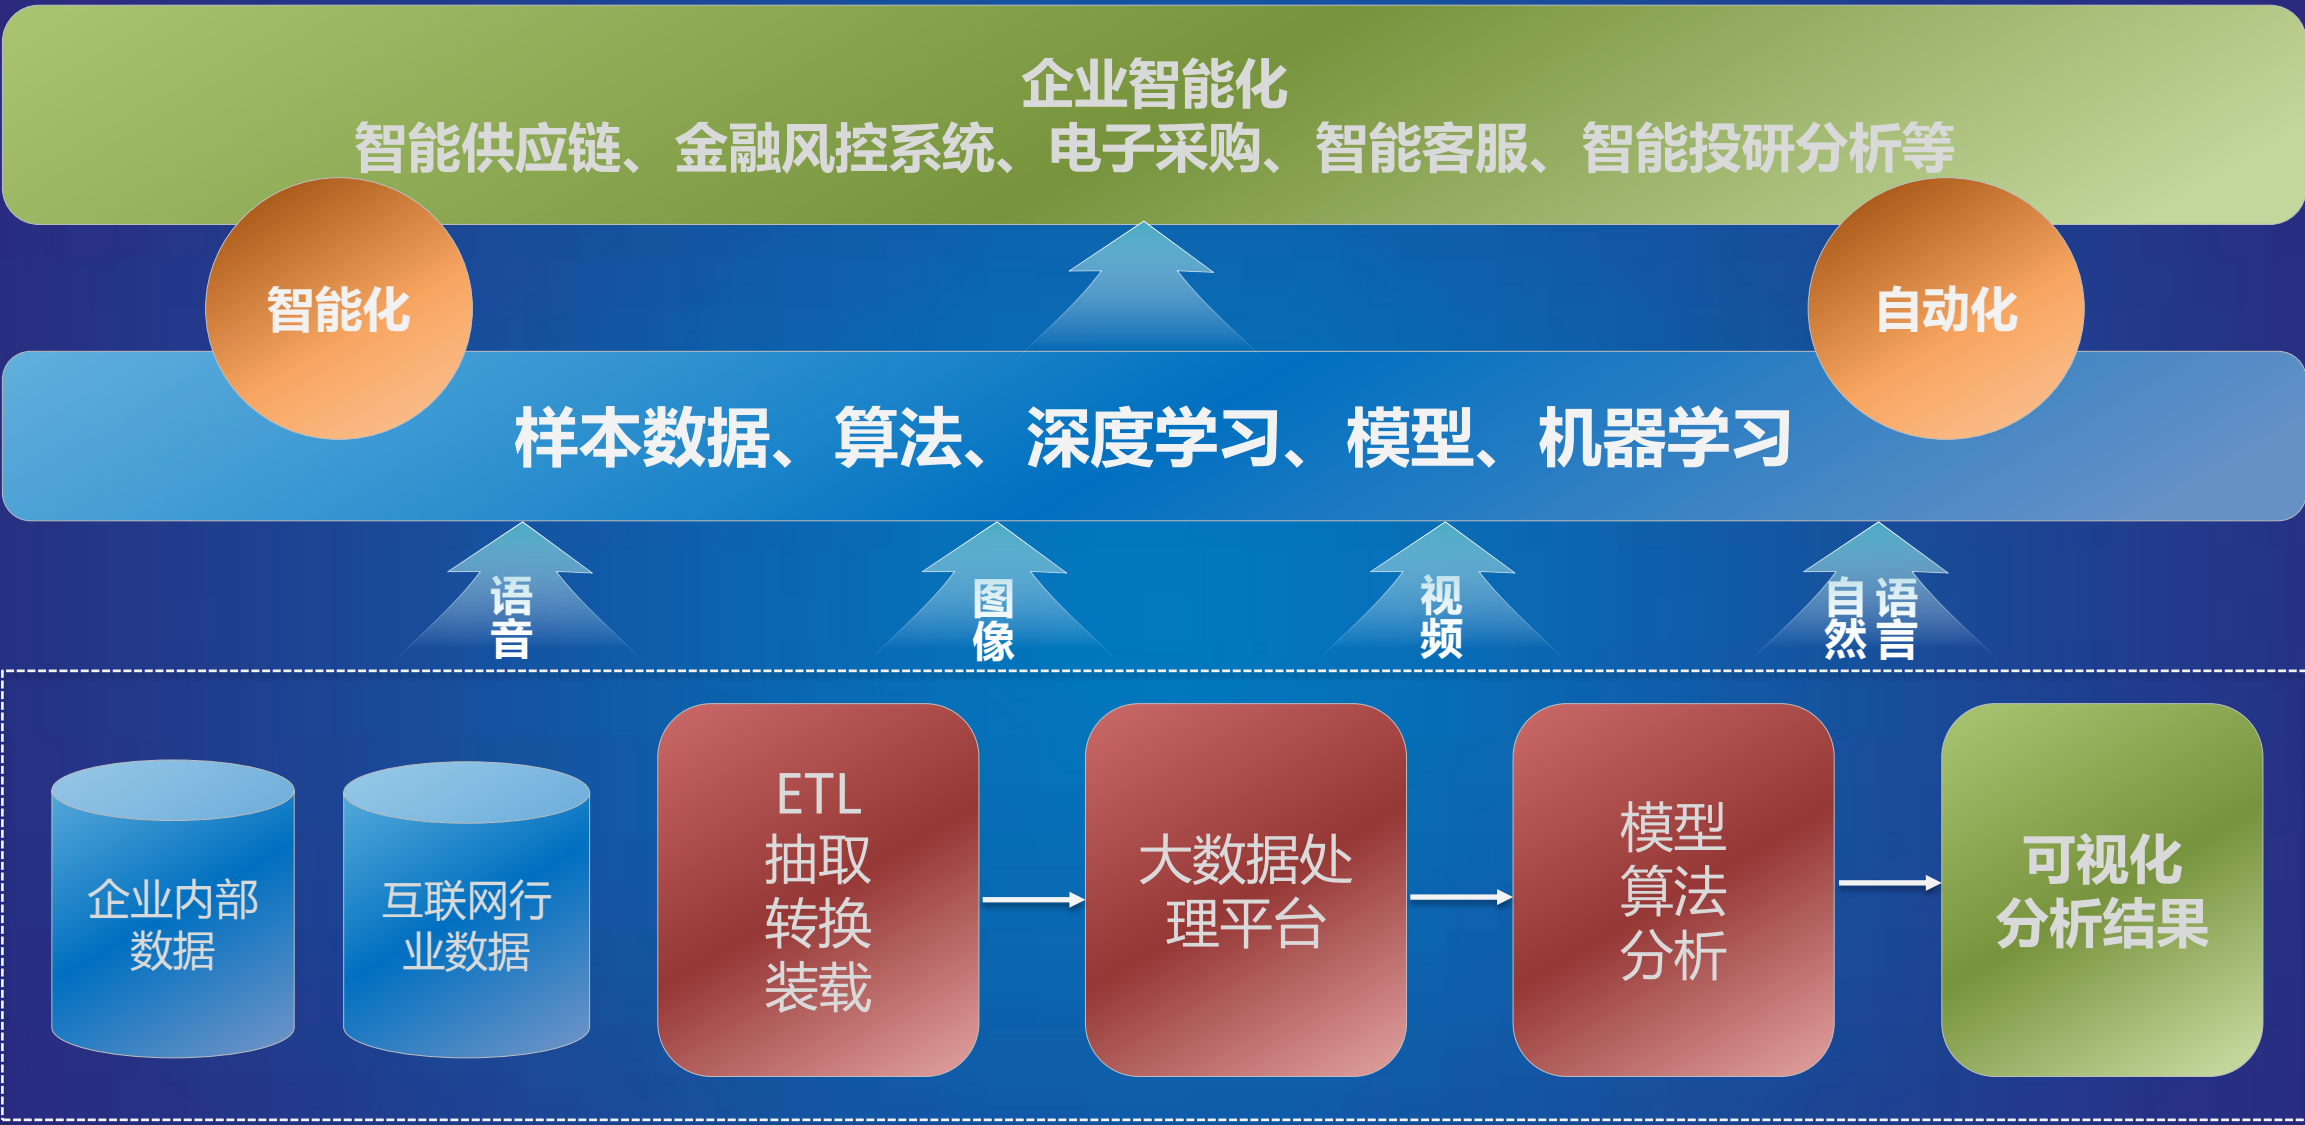 企业智能化
智能供应链、金融风控系统、电子采购、智能客服、智能投研分析等
智能化
自动化
样本数据、算法、深度学习、模型、机器学习
语音
图像
视频
自然语言
企业内部
数据
互联网行
业数据
ETL
抽取
转换
装载
大数据处
理平台
模型
算法
分析
可视化
分析结果